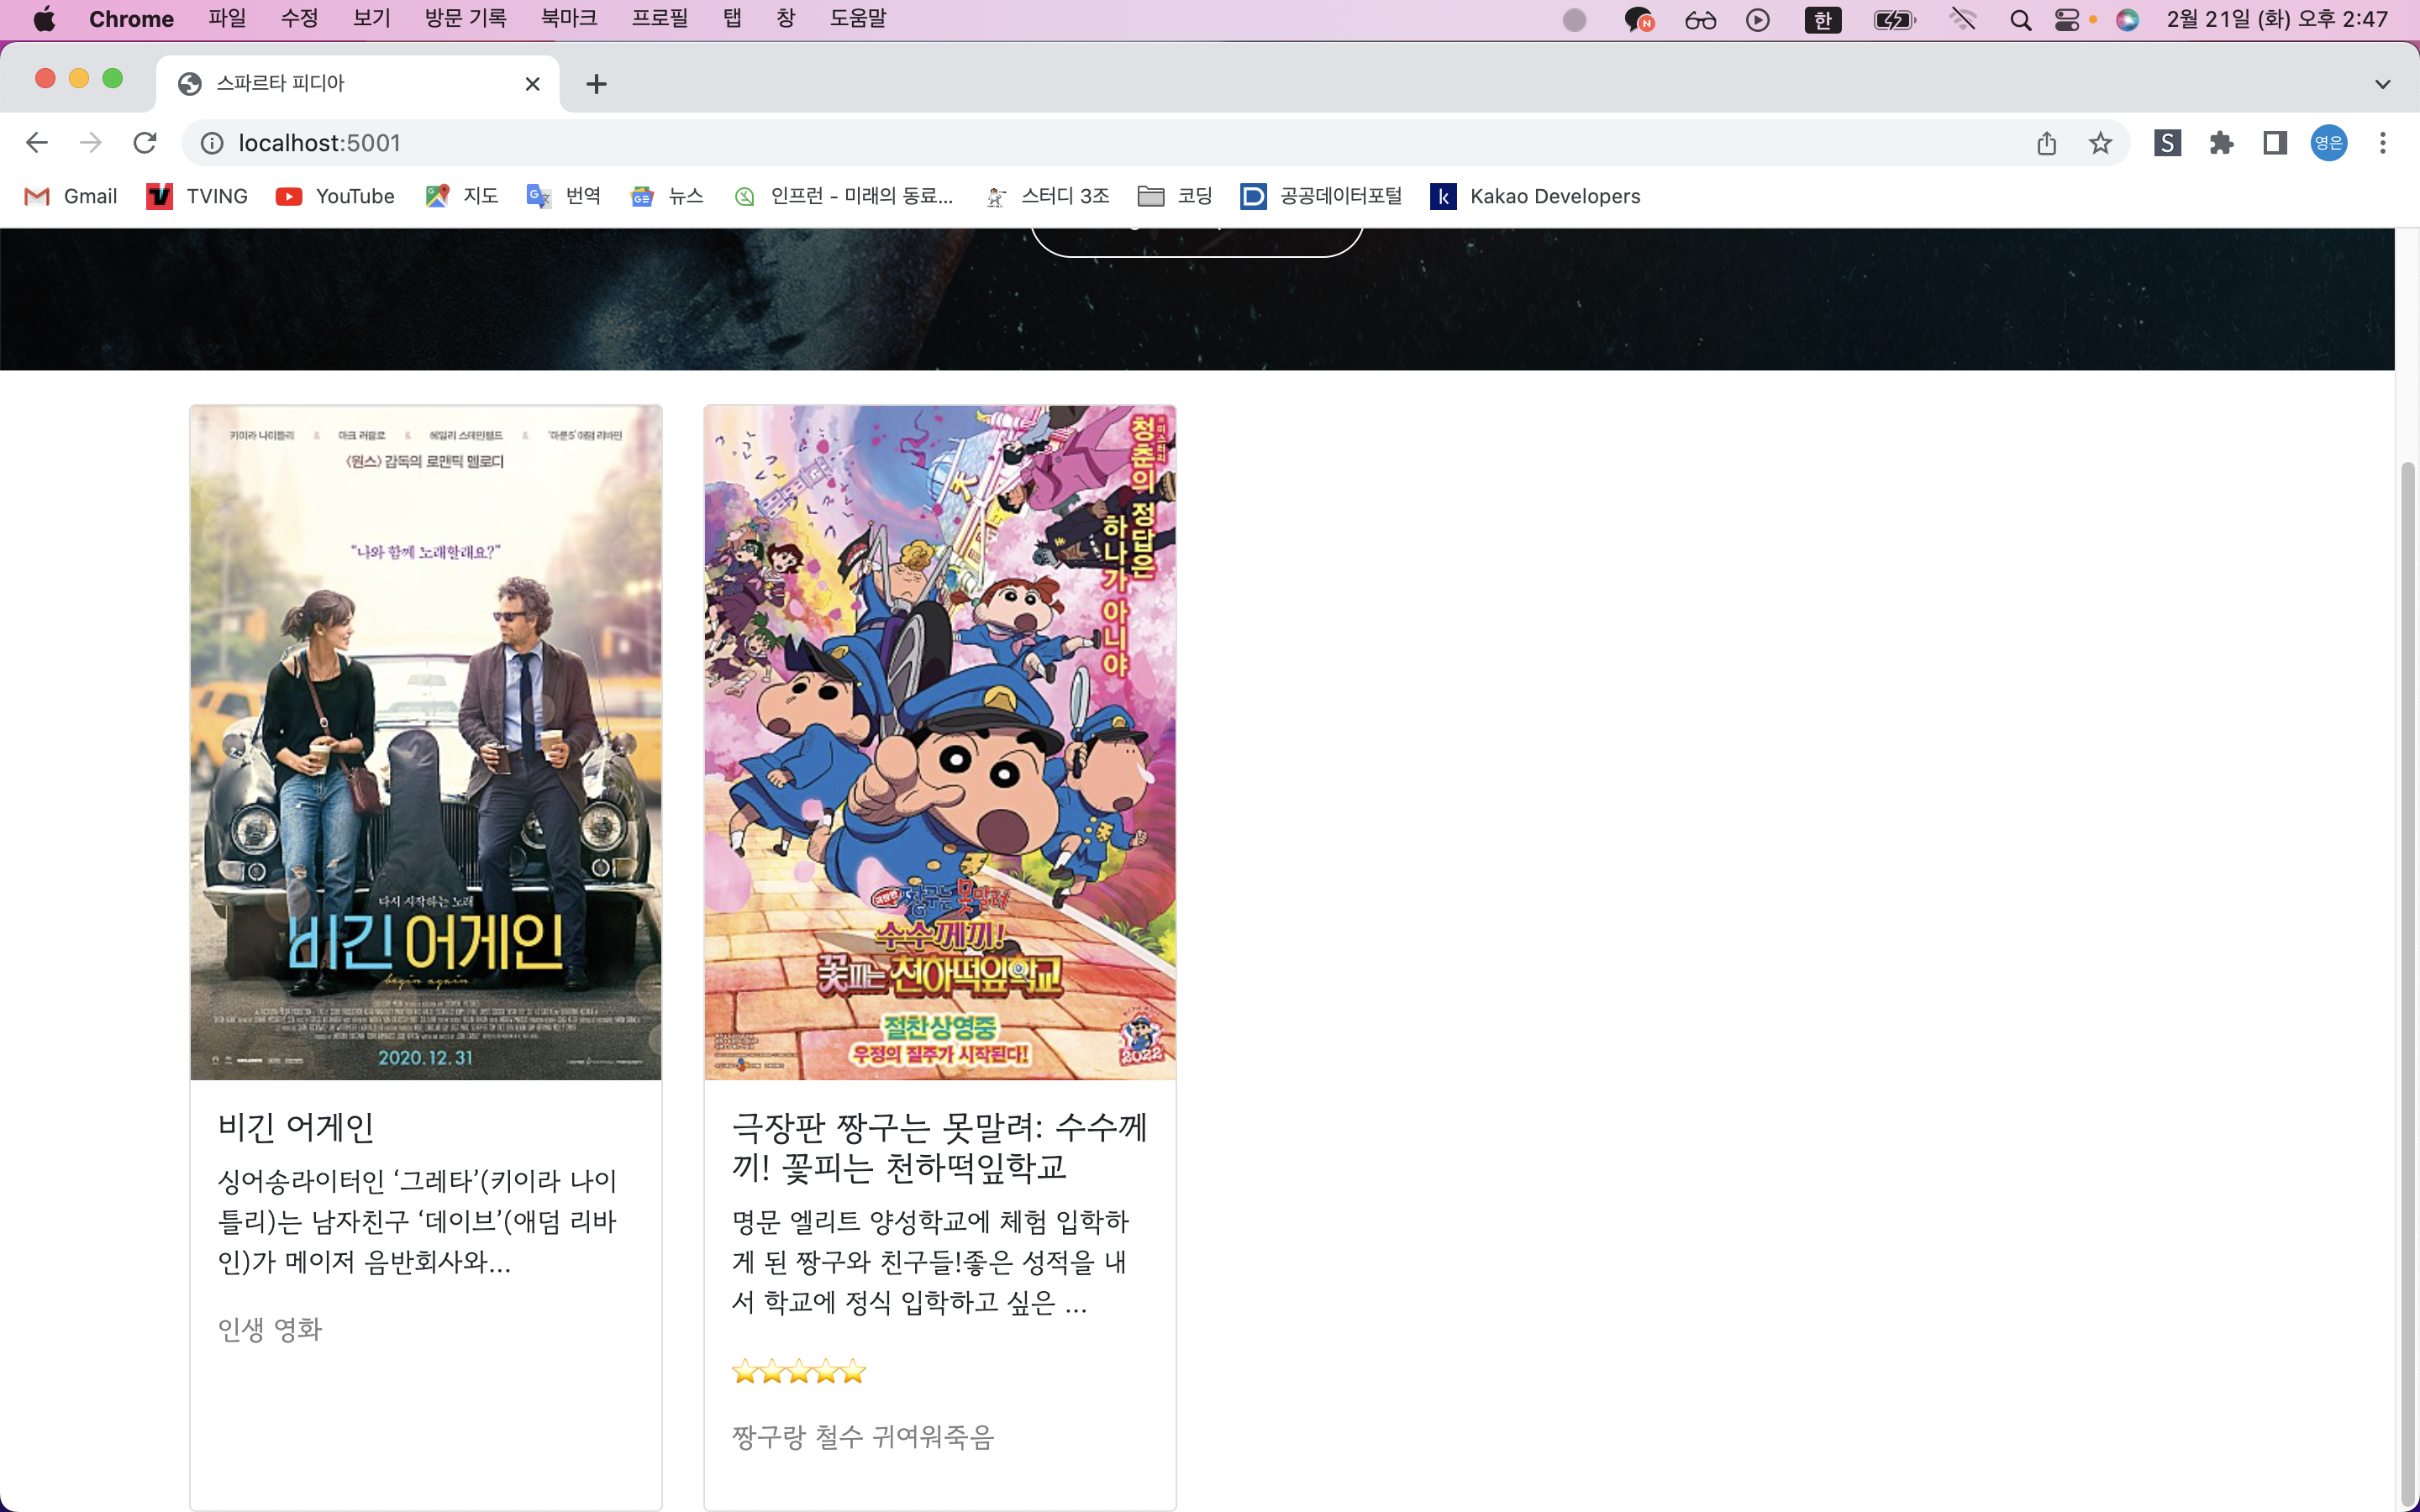 Chrome 파일 수정 보기 방문 기록 북마크 프로필 탭 창 도움말 한 2월 21일 (화) 오후 2:47
스파르타 피디아
localhost:5001 S 영은
Gmail TVING YouTube 지도 번역 뉴스 인프런 - 미래의 동료... 스터디 3조 코딩 공공데이터포털 k Kakao Developers
키이라 나이틀리 & 마크 러팔로 & 헤일리 스테인펠드 & '마룬5' 애덤 리바인
〈원스〉 감독의 로맨틱 멜로디
“나와 함께 노래할래요?”
다시 시작하는 노래
비긴 어게인
begin again
2020.12.31
청춘의 정답은
하나가 아니야
짱구는 못말려
수수께끼!
꽃피는 천하떡잎학교
절찬상영중
우정의 질주가 시작된다!
2022
비긴 어게인
싱어송라이터인 ‘그레타’(키이라 나이
틀리)는 남자친구 ‘데이브’(애덤 리바
인)가 메이저 음반회사와...
인생 영화
극장판 짱구는 못말려: 수수께
끼! 꽃피는 천하떡잎학교
명문 엘리트 양성학교에 체험 입학하
게 된 짱구와 친구들!좋은 성적을 내
서 학교에 정식 입학하고 싶은 ...
⭐⭐⭐⭐⭐
짱구랑 철수 귀여워죽음